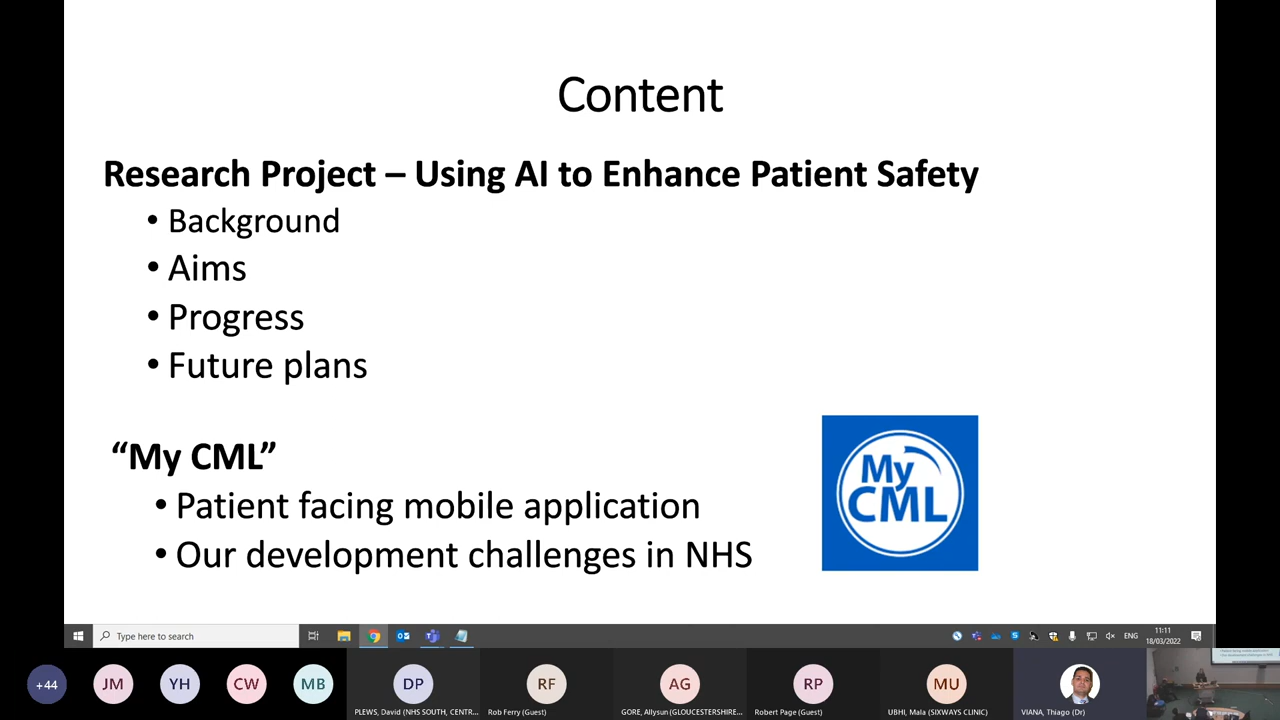 Content
Research Project – Using AI to Enhance Patient Safety
• Background
• Aims
• Progress
• Future plans
“My CML”
• Patient facing mobile application
• Our development challenges in NHS
My
CML
Type here to search
ENG
11:11
18/03/2022
+44
JM
YH
CW
MB
DP
RF
AG
RP
MU
PLEWS, David (NHS SOUTH, CENTR...
Rob Ferry (Guest)
GORE, Allysun (GLOUCESTERSHIRE...
Robert Page (Guest)
UBHI, Mala (SIXWAYS CLINIC)
VIANA, Thiago (Dr)